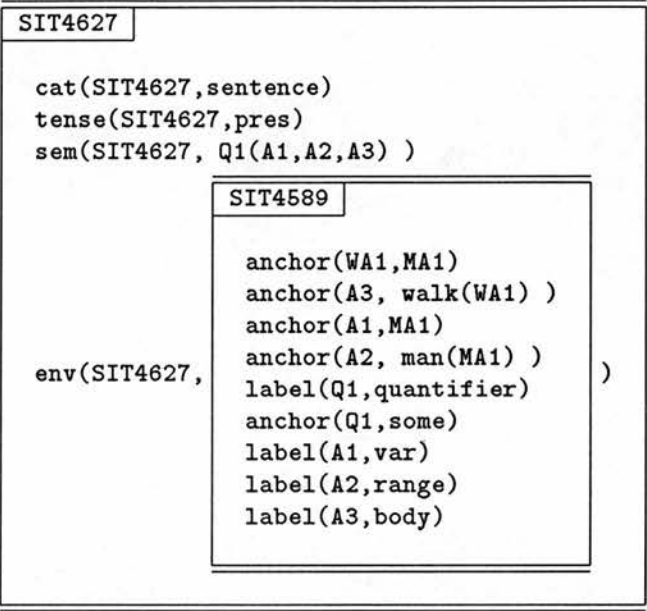 SIT4627
cat(SIT4627,sentence)
tense(SIT4627,pres)
sem(SIT4627, Q1(A1,A2,A3) )
SIT4589
anchor(WA1,MA1)
anchor(A3, walk(WA1) )
anchor(A1,MA1)
anchor(A2, man(MA1) )
env(SIT4627, label(Q1,quantifier) )
anchor(Q1,some)
label(A1,var)
label(A2,range)
label(A3,body)